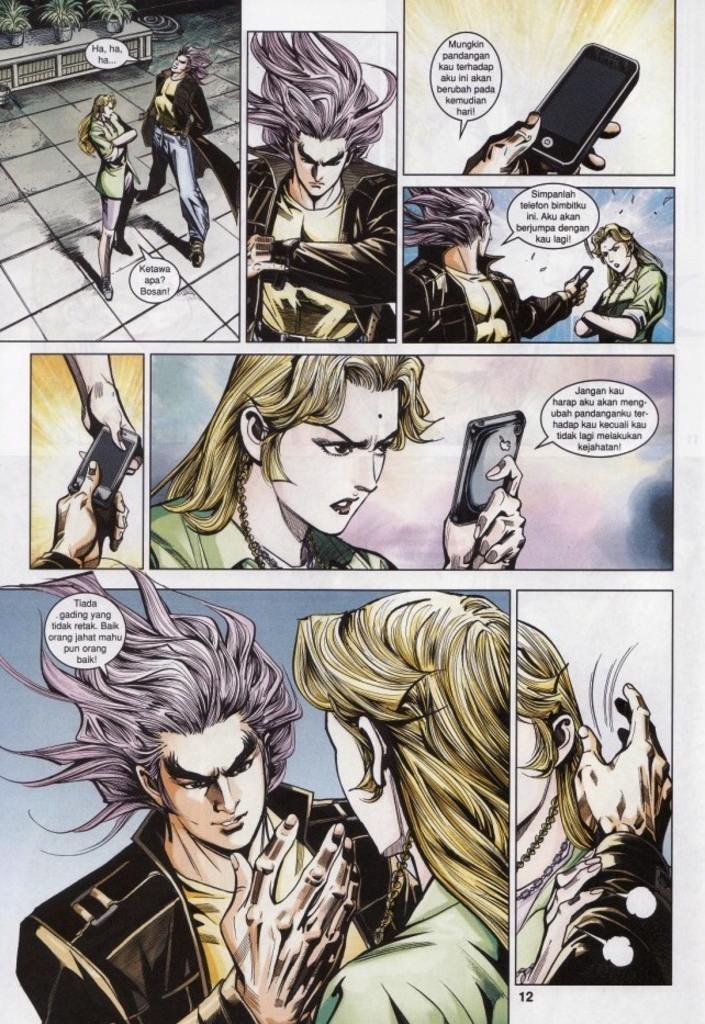 Ha, ha,
ha...
Ketawa
apa?
Bosan!
Mungkin
pandangan
kau terhadap
aku ini akan
berubah pada
kemudian
hari!
Simpanlah
telefon bimbitku
ini. Aku akan
berjumpa dengan
kau lagi!
Jangan kau
harap aku akan meng-
ubah pandanganku ter-
hadap kau kecuali kau
tidak lagi melakukan
kejahatan!
Tiada
gading yang
tidak retak. Baik
orang jahat mahu
pun orang
baik!
12